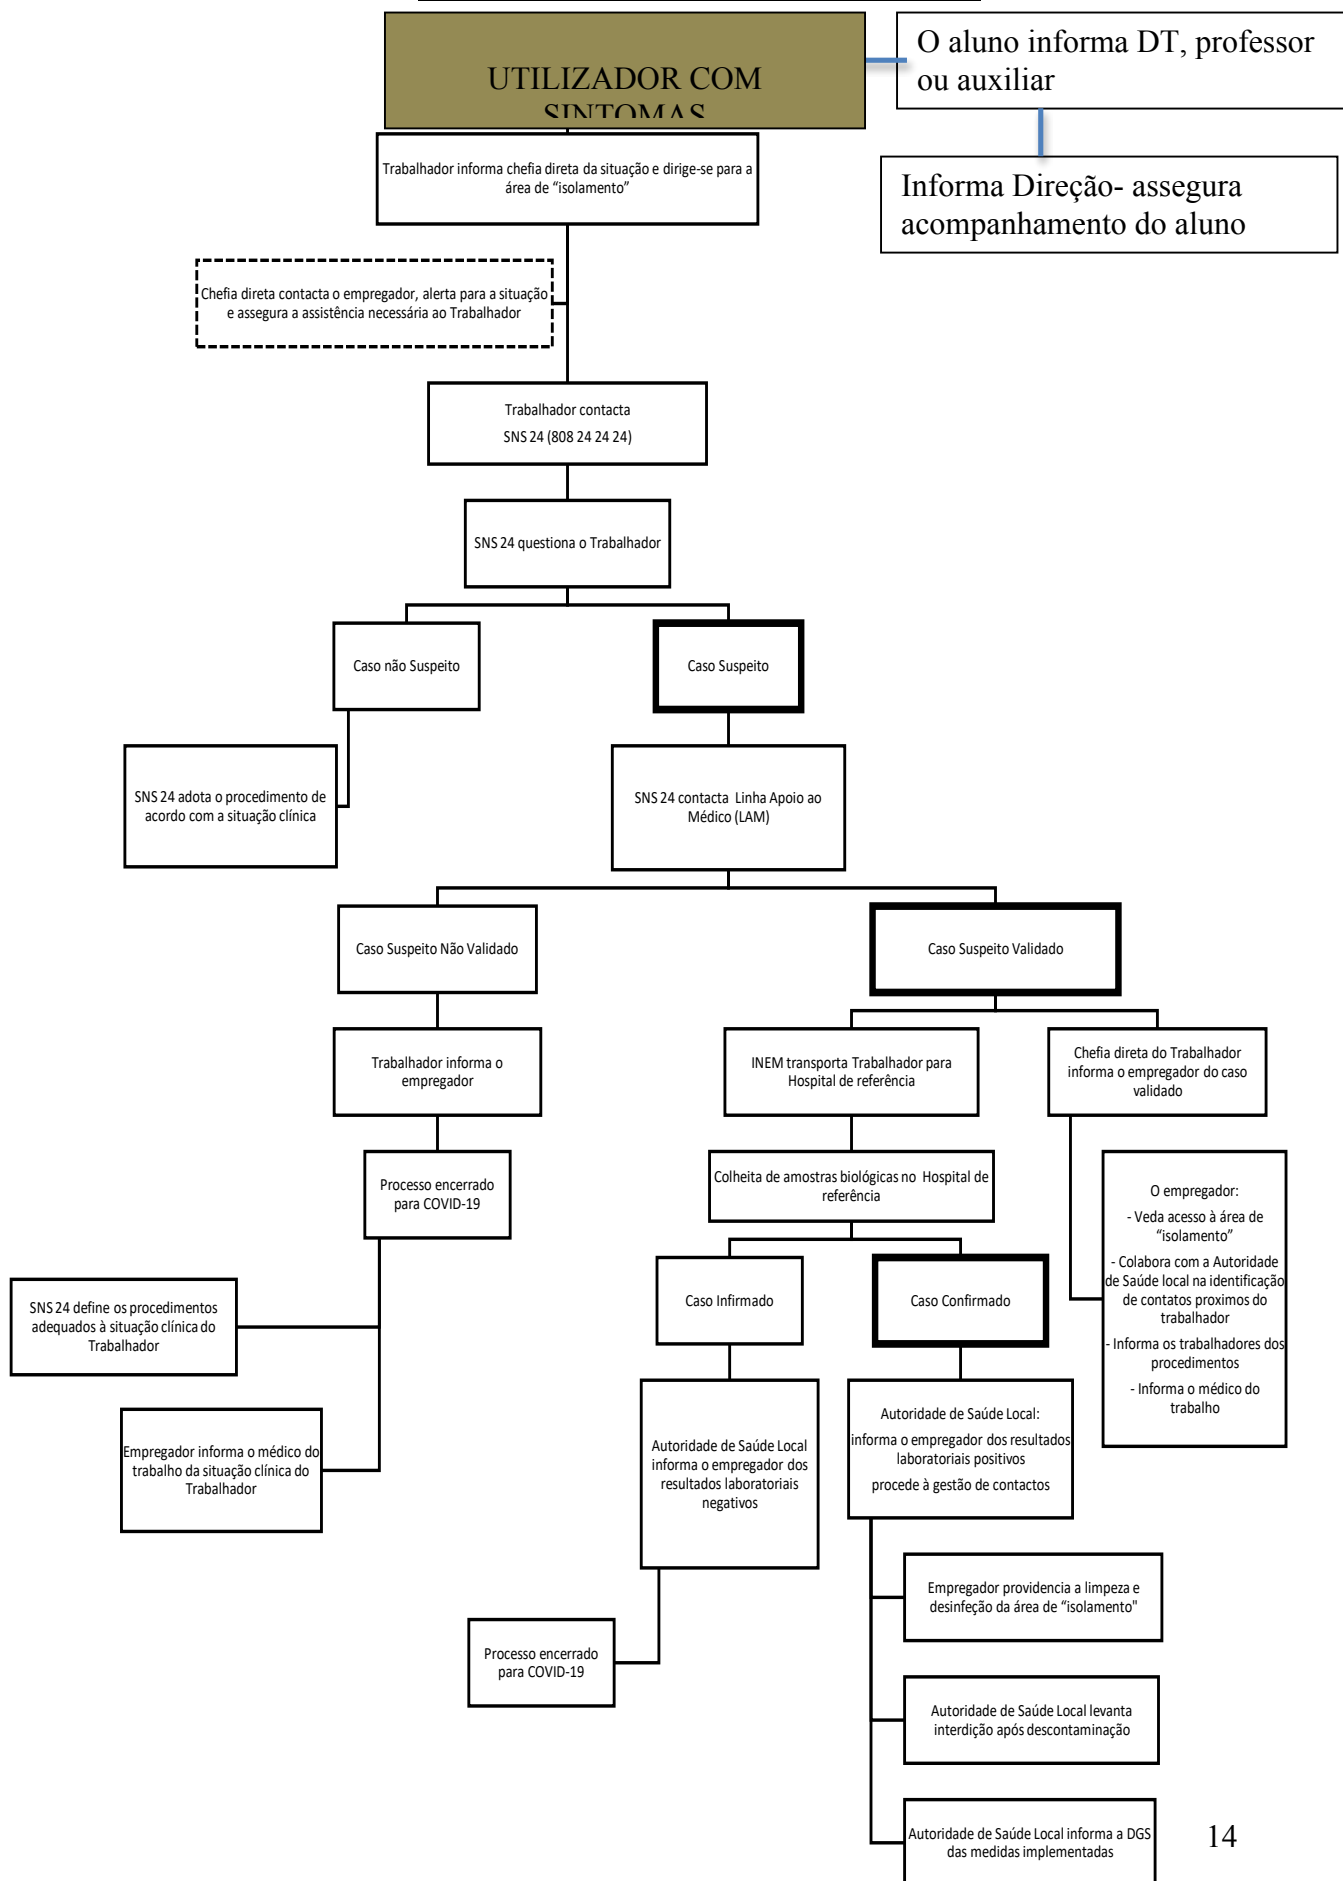 UTILIZADOR COM
SINTOMAS
O aluno informa DT, professor
ou auxiliar
Informa Direção- assegura
acompanhamento do aluno
Trabalhador informa chefia direta da situação e dirige-se para a
área de “isolamento”
Chefia direta contacta o empregador, alerta para a situação
e assegura a assistência necessária ao Trabalhador
Trabalhador contacta
SNS 24 (808 24 24 24)
SNS 24 questiona o Trabalhador
Caso não Suspeito
Caso Suspeito
SNS 24 adota o procedimento de
acordo com a situação clínica
SNS 24 contacta Linha Apoio ao
Médico (LAM)
Caso Suspeito Não Validado
Caso Suspeito Validado
Trabalhador informa o
empregador
INEM transporta Trabalhador para
Hospital de referência
Chefia direta do Trabalhador
informa o empregador do caso
validado
Processo encerrado
para COVID-19
Colheita de amostras biológicas no Hospital de
referência
O empregador:
- Veda acesso à área de
“isolamento”
- Colabora com a Autoridade
de Saúde local na identificação
de contatos proximos do
trabalhador
- Informa os trabalhadores dos
procedimentos
- Informa o médico do
trabalho
SNS 24 define os procedimentos
adequados à situação clínica do
Trabalhador
Caso Infirmado
Caso Confirmado
Empregador informa o médico do
trabalho da situação clínica do
Trabalhador
Autoridade de Saúde Local
informa o empregador dos
resultados laboratoriais
negativos
Autoridade de Saúde Local:
informa o empregador dos resultados
laboratoriais positivos
procede à gestão de contactos
Empregador providencia a limpeza e
desinfeção da área de “isolamento"
Processo encerrado
para COVID-19
Autoridade de Saúde Local levanta
interdição após descontaminação
Autoridade de Saúde Local informa a DGS
das medidas implementadas
14